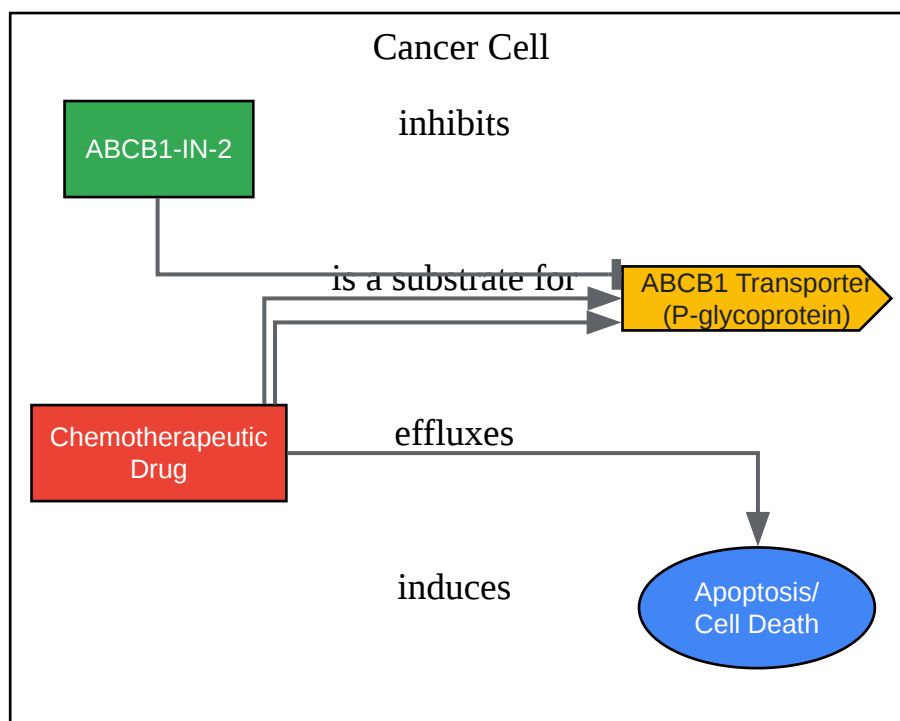 Cancer Cell
inhibits
ABCB1-IN-2
is a substrate for
ABCB1 Transporter
(P-glycoprotein)
Chemotherapeutic
Drug
effluxes
induces
Apoptosis/
Cell Death